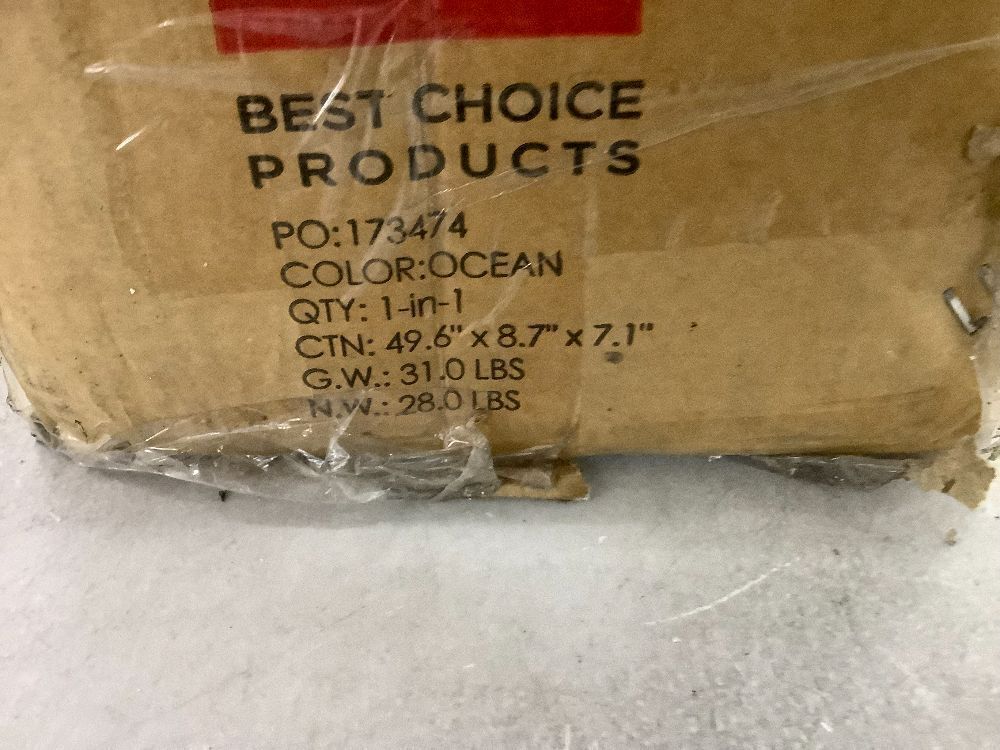 BEST CHOICE
PRODUCTS
PO:173474
COLOR:OCEAN
QTY: 1-in-1
CTN: 49.6" x 8.7" x 7.1"
G.W.: 31.0 LBS
N.W.: 28.0 LBS